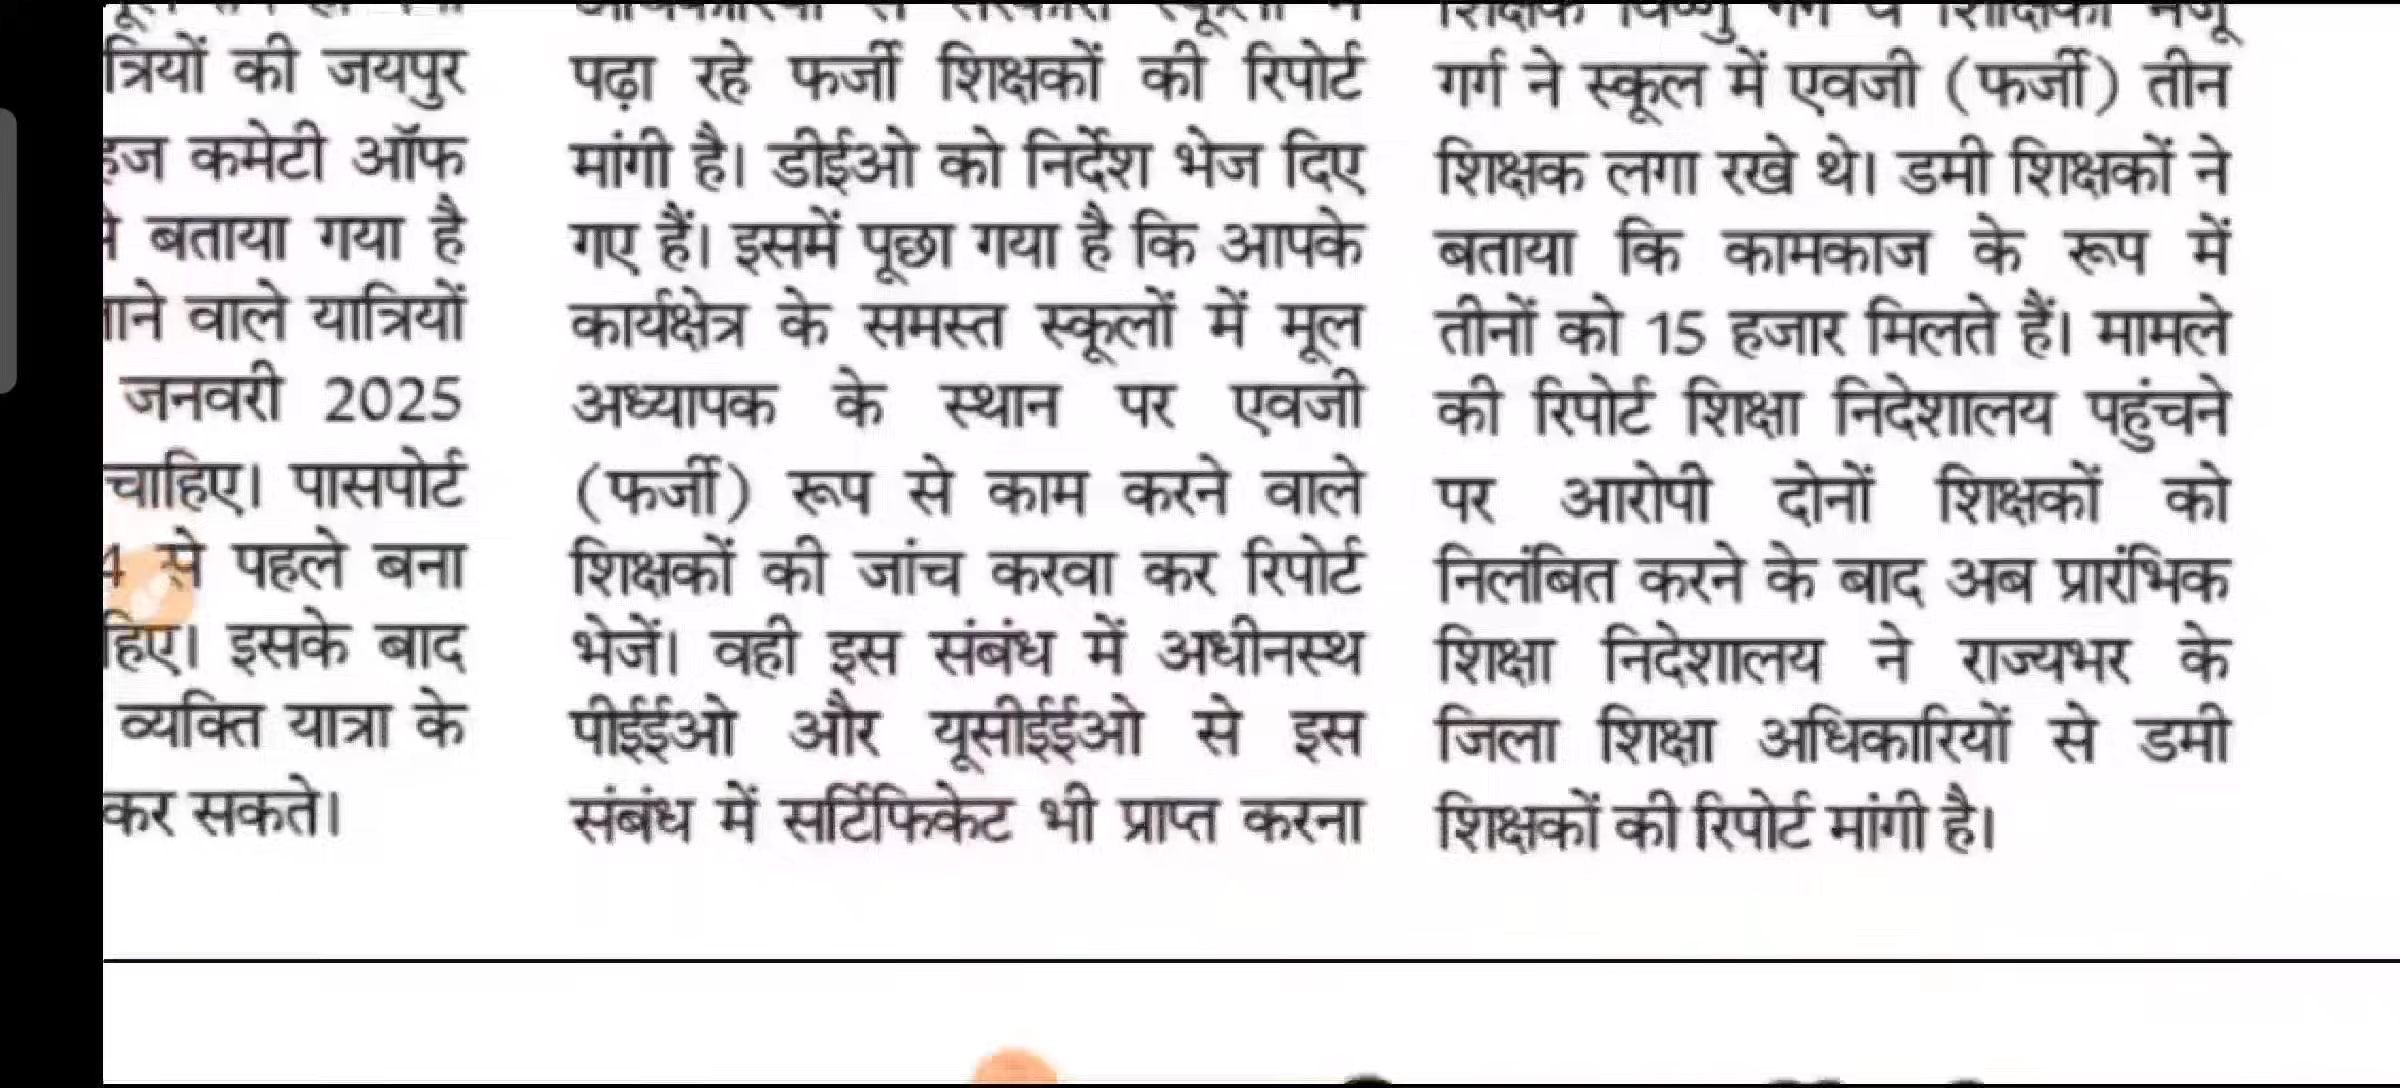 त्रियों की जयपुर
कमेटी ऑफ
बताया गया है
वाले यात्रियों
जनवरी 2025
चाहिए। पासपोर्ट
4 से पहले बना
हिए। इसके बाद
व्यक्ति यात्रा के
कर सकते।
पढ़ा रहे फर्जी शिक्षकों की रिपोर्ट
मांगी है। डीईओ को निर्देश भेज दिए
गए हैं। इसमें पूछा गया है कि आपके
कार्यक्षेत्र के समस्त स्कूलों में मूल
अध्यापक के स्थान पर एवजी
(फर्जी) रूप से काम करने वाले
शिक्षकों की जांच करवा कर रिपोर्ट
भेजें। वही इस संबंध में अधीनस्थ
पीईईओ और यूसीईईओ से इस
संबंध में सर्टिफिकेट भी प्राप्त करना
गर्ग ने स्कूल में एवजी (फर्जी) तीन
शिक्षक लगा रखे थे। डमी शिक्षकों ने
बताया कि कामकाज के रूप में
तीनों को 15 हजार मिलते हैं। मामले
की रिपोर्ट शिक्षा निदेशालय पहुंचने
पर आरोपी दोनों शिक्षकों को
निलंबित करने के बाद अब प्रारंभिक
शिक्षा निदेशालय ने राज्यभर के
जिला शिक्षा अधिकारियों से डमी
शिक्षकों की रिपोर्ट मांगी है।